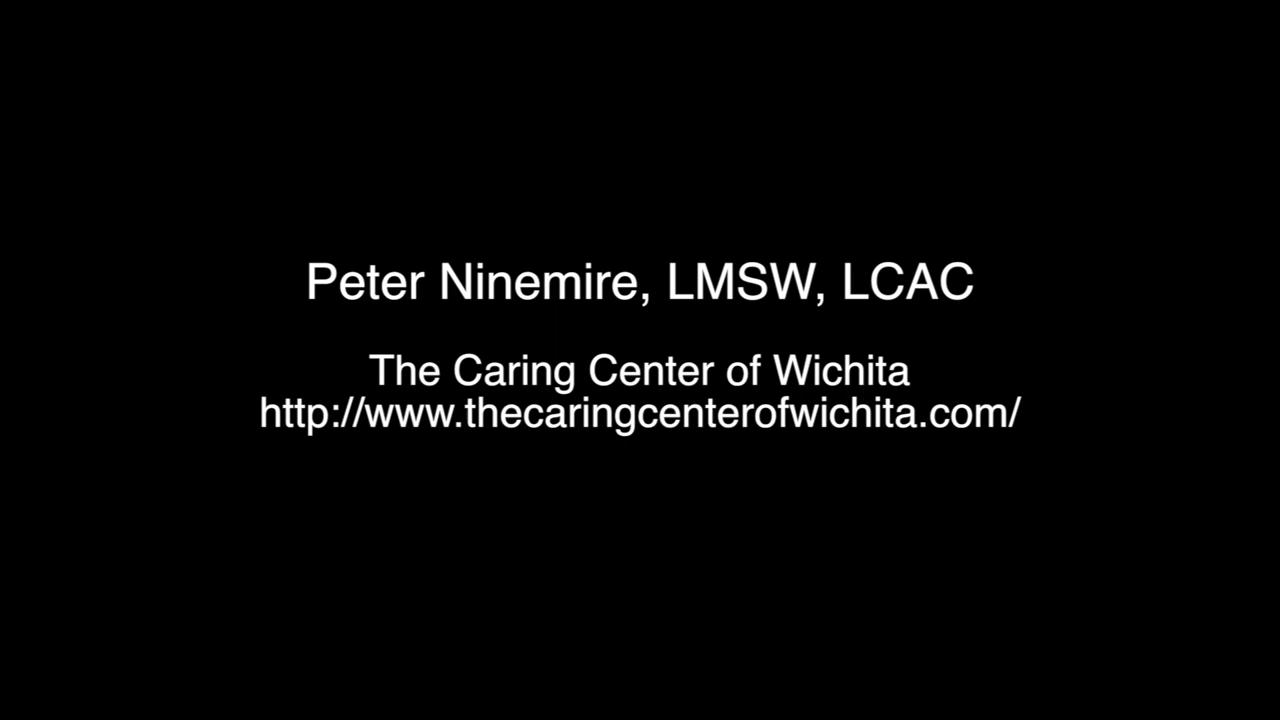 Peter Ninemire, LMSW, LCAC
The Caring Center of Wichita
http://www.thecaringcenterofwichita.com/